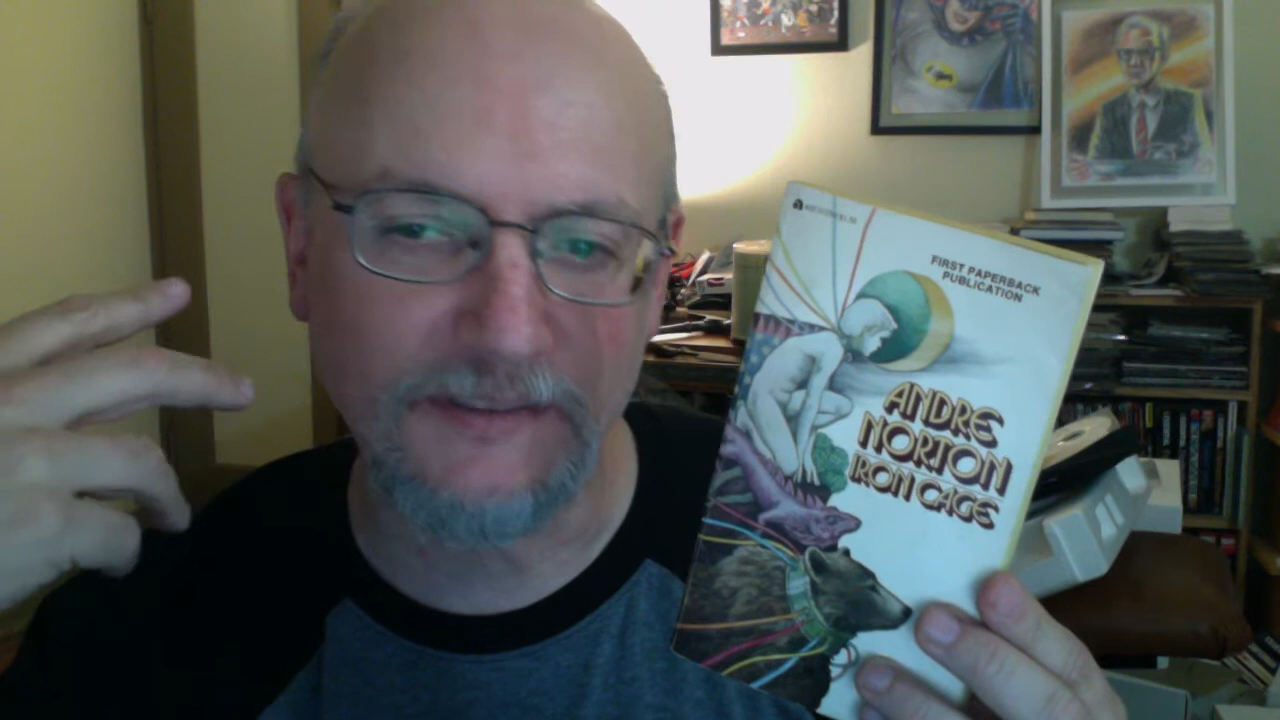 FIRST PAPERBACK
PUBLICATION
ANDRE
NORTON
IRON CAGE